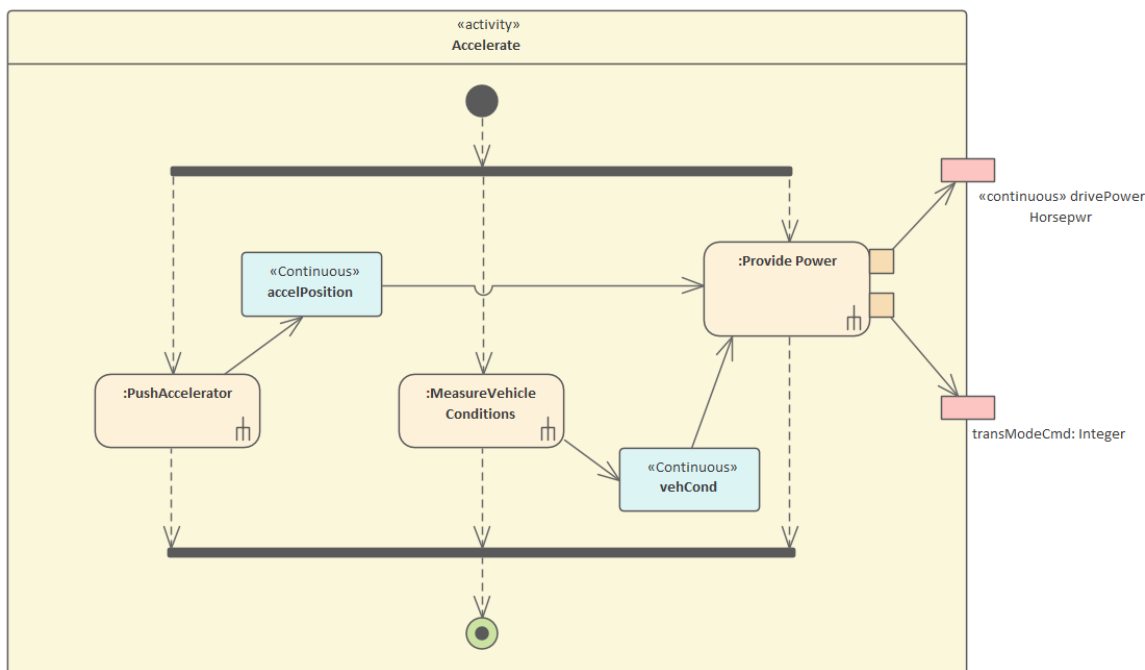 «activity»
Accelerate
«continuous» drivePower
Horsepwr
:Provide Power
«Continuous»
accelPosition
:PushAccelerator
:MeasureVehicle
Conditions
transModeCmd: Integer
«Continuous»
vehCond